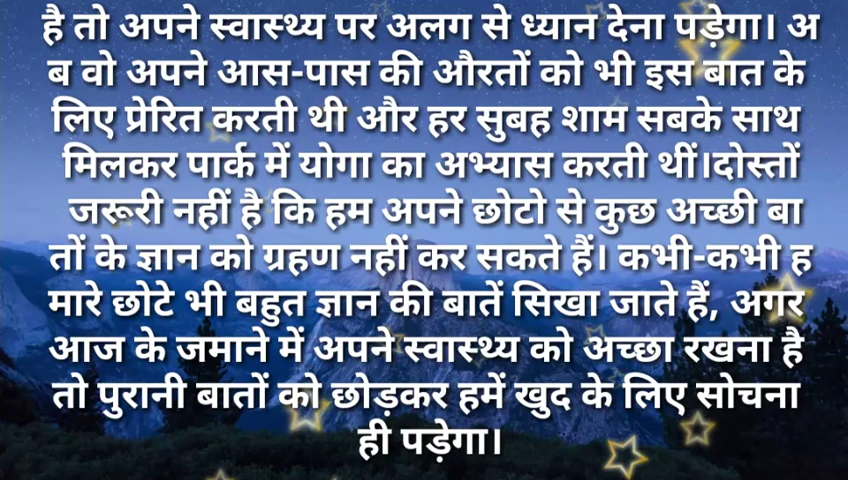 है तो अपने स्वास्थ्य पर अलग से ध्यान देना पड़ेगा। अ
ब वो अपने आस-पास की औरतों को भी इस बात के
लिए प्रेरित करती थी और हर सुबह शाम सबके साथ
मिलकर पार्क में योगा का अभ्यास करती थीं।दोस्तों
जरूरी नहीं है कि हम अपने छोटो से कुछ अच्छी बा
तों के ज्ञान को ग्रहण नहीं कर सकते हैं। कभी-कभी ह
मारे छोटे भी बहुत ज्ञान की बातें सिखा जाते हैं, अगर
आज के जमाने में अपने स्वास्थ्य को अच्छा रखना है
तो पुरानी बातों को छोड़कर हमें खुद के लिए सोचना
ही पड़ेगा।